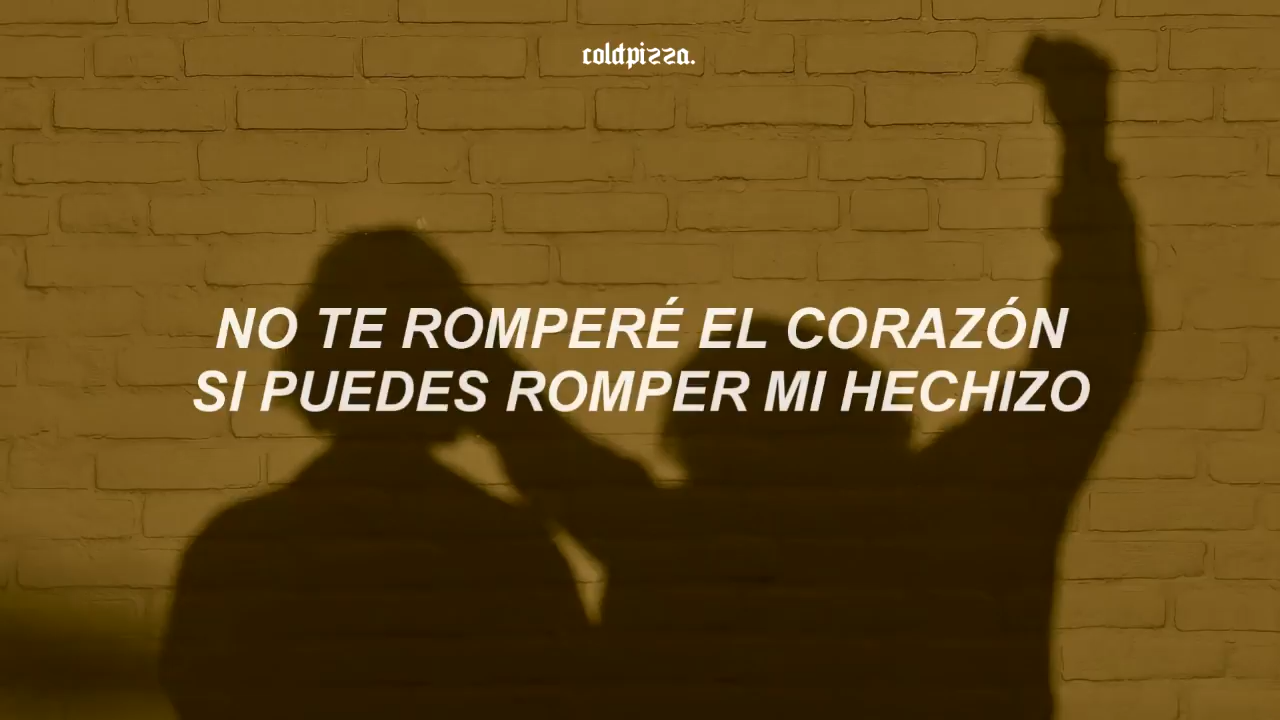 coldpizza.
NO TE ROMPERÉ EL CORAZÓN
SI PUEDES ROMPER MI HECHIZO